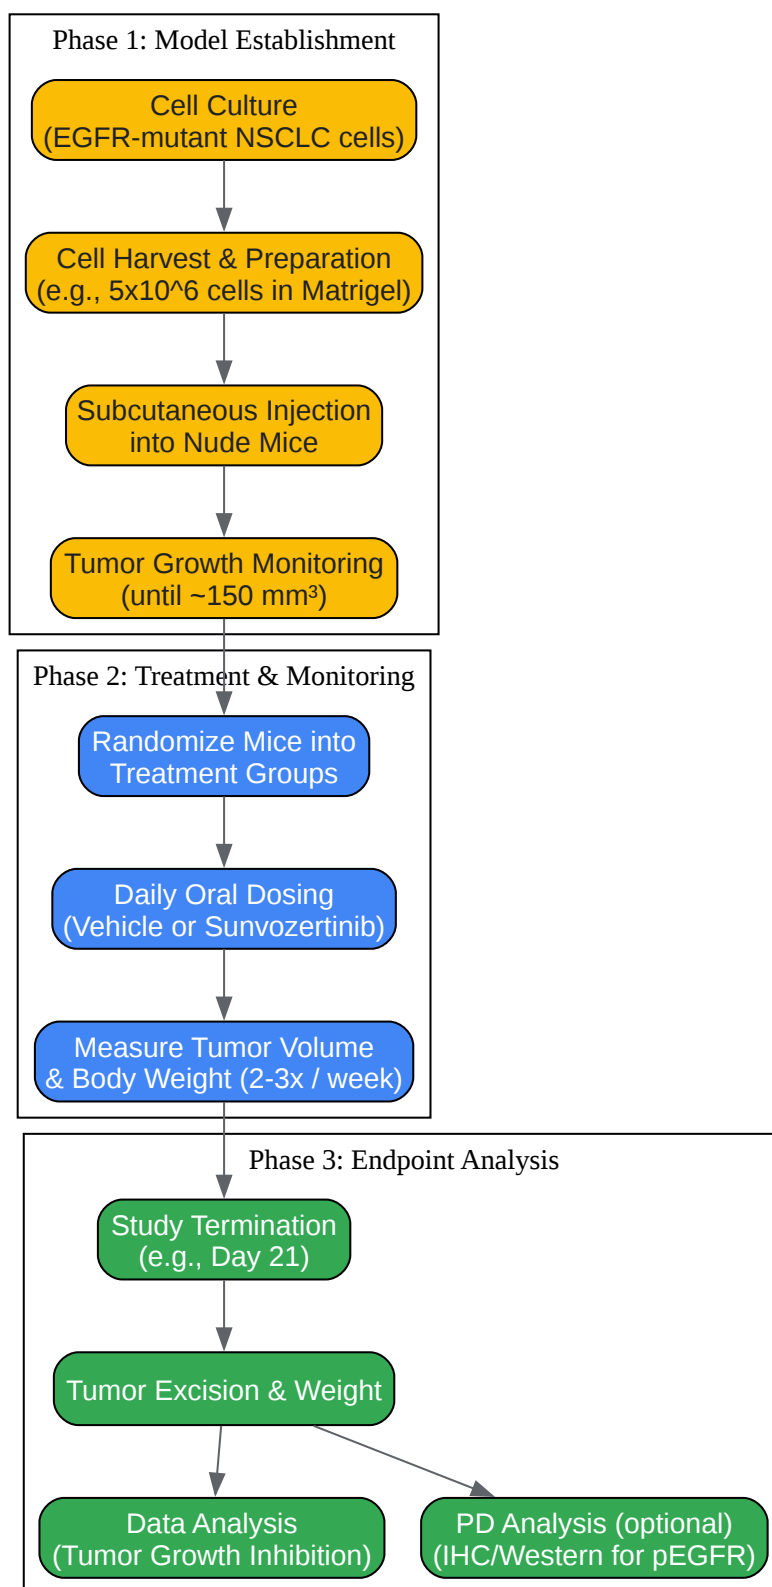 Phase 1: Model Establishment
Cell Culture
(EGFR-mutant NSCLC cells)
Cell Harvest & Preparation
(e.g., 5x10^6 cells in Matrigel)
Subcutaneous Injection
into Nude Mice
Tumor Growth Monitoring
(until ~150 mm³)
Phase 2: Treatment & Monitoring
Randomize Mice into
Treatment Groups
Daily Oral Dosing
(Vehicle or Sunvozertinib)
Measure Tumor Volume
& Body Weight (2-3x / week)
Phase 3: Endpoint Analysis
Study Termination
(e.g., Day 21)
Tumor Excision & Weight
Data Analysis
(Tumor Growth Inhibition)
PD Analysis (optional)
(IHC/Western for pEGFR)